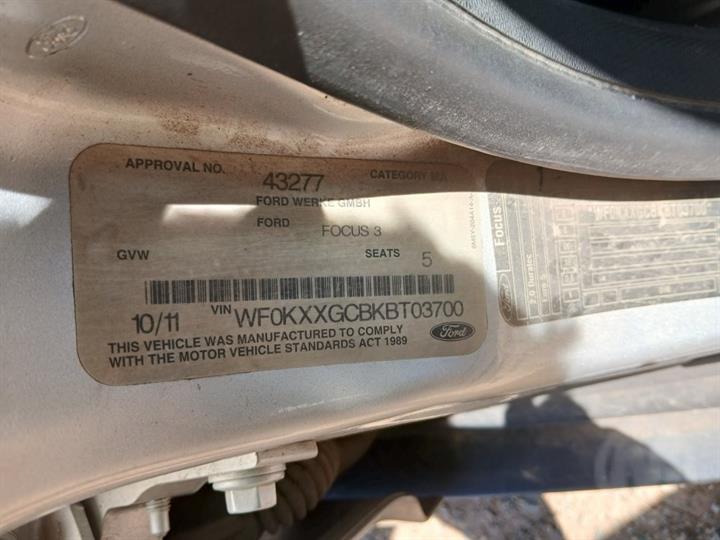 APPROVAL NO. 43277 CATEGORY MA
FORD WERKE GMBH
FORD FOCUS 3
GVW SEATS 5
10/11 VIN WF0KXXGCBKBT03700
THIS VEHICLE WAS MANUFACTURED TO COMPLY
WITH THE MOTOR VEHICLE STANDARDS ACT 1989
Ford
Focus
Ford